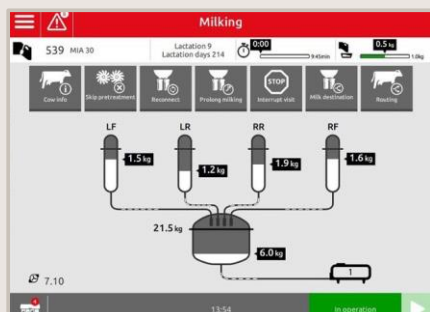 Milking
539 MIA 30
Lactation 9
Lactation days 214
0:00
9:45min
0.5 kg
1.0kg
Cow info
Skip pretreatment
Reconnect
Prolong milking
STOP
Interrupt visit
Milk destination
Routing
LF LR RR RF
1.5 kg
1.2 kg
1.9 kg
1.6 kg
21.5 kg
6.0 kg
1
7.10
13:54
In operation